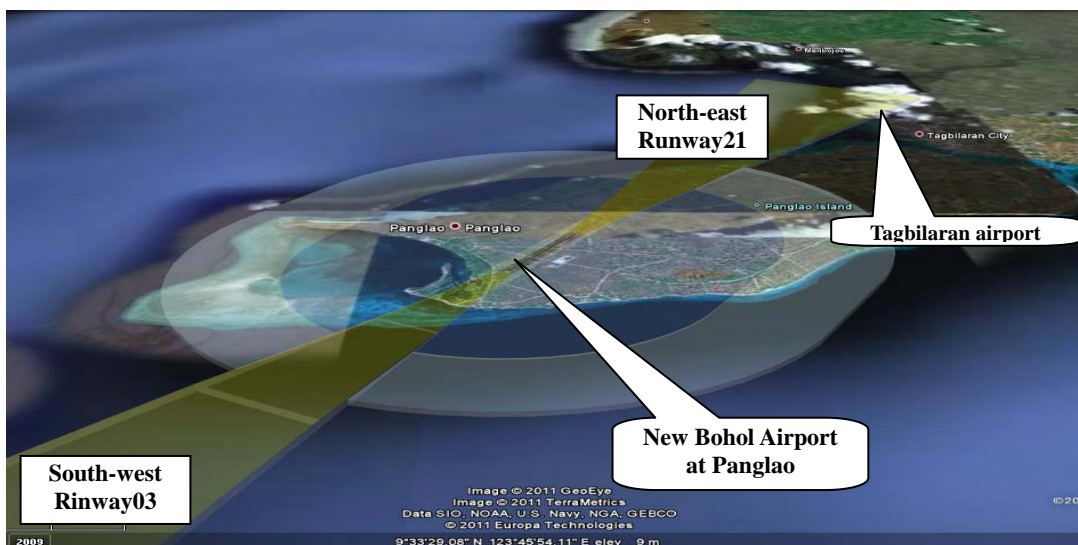 Maribojoc
North-east
Runway21
Tagbilaran City
Panglao Island
Panglao
Panglao
Tagbilaran airport
New Bohol Airport
at Panglao
South-west
Rinway03
Image © 2011 GeoEye
Image © 2011 TerraMetrics
Data SIO, NOAA, U.S. Navy, NGA, GEBCO
© 2011 Europa Technologies
©20
2009
9°33'29.08" N 123°45'54.11" E elev 9 m